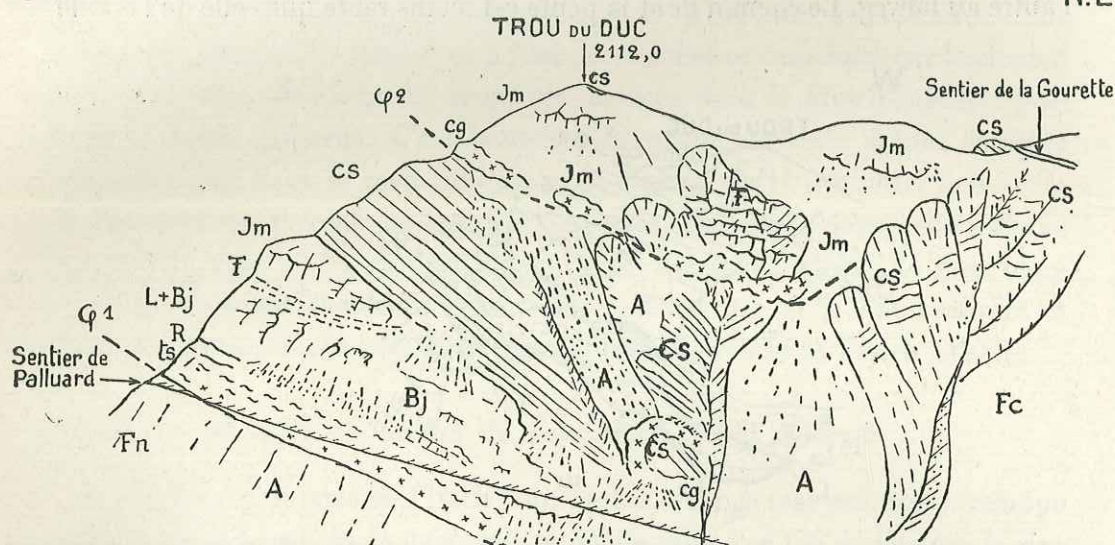 TROU DU DUC
2112,0
cs
Jm
φ2
cg
cs
Jm
Sentier de la Gourette
cs
Jm
Jm
cs
Ŧ
Ŧ
L+Bj
R
ts
φ1
Sentier de
Palluard
Fn
A
Bj
A
A
cs
cs
cg
Jm
A
cs
Fc